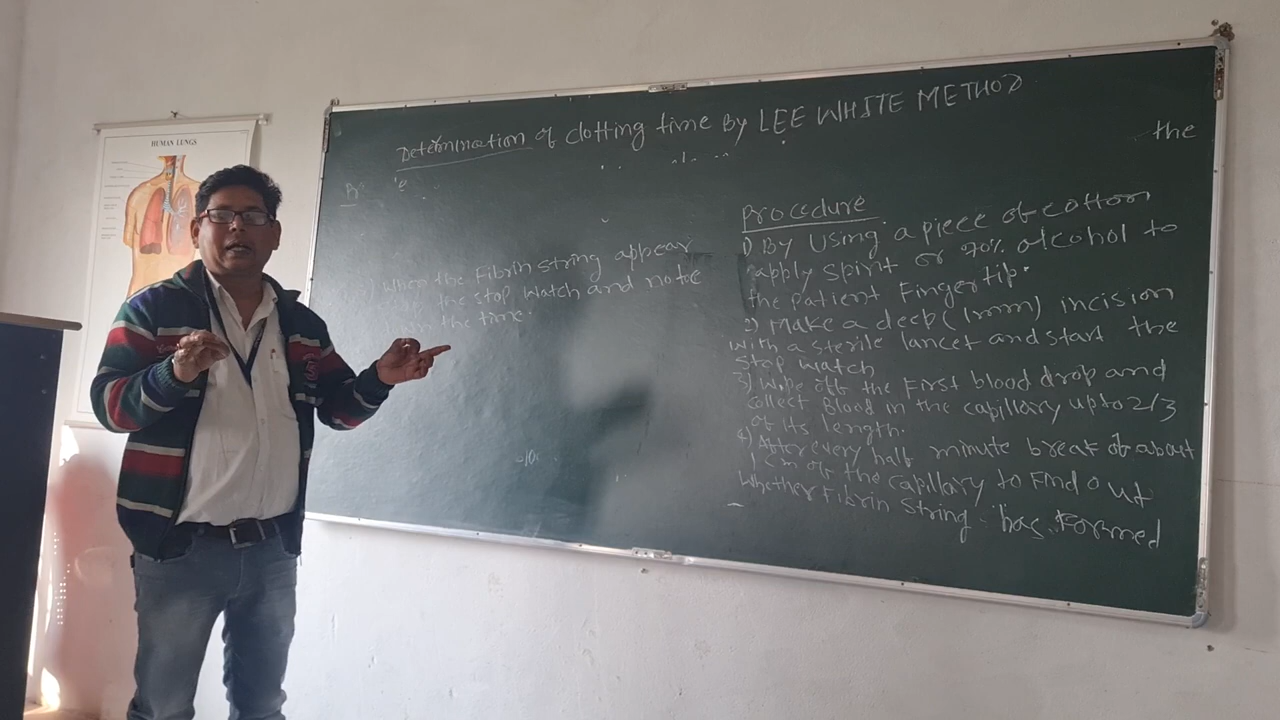 HUMAN LUNGS
Determination of clotting time By LEE WHITE METHOD
the
When the Fibrin string appear
the stop Watch and note
the time.
Procedure
1) By Using a piece of cotton
apply spirit or 70% alcohol to
the patient Fingertip.
2) Make a deep (1mm) incision
With a sterile lancet and start the
Stop watch
3) Wipe off the First blood drop and
collect Blood in the capillary upto 2/3
of its length.
4) After every half minute break of about
1 cm of the capillary to Find out
Whether Fibrin String has Formed